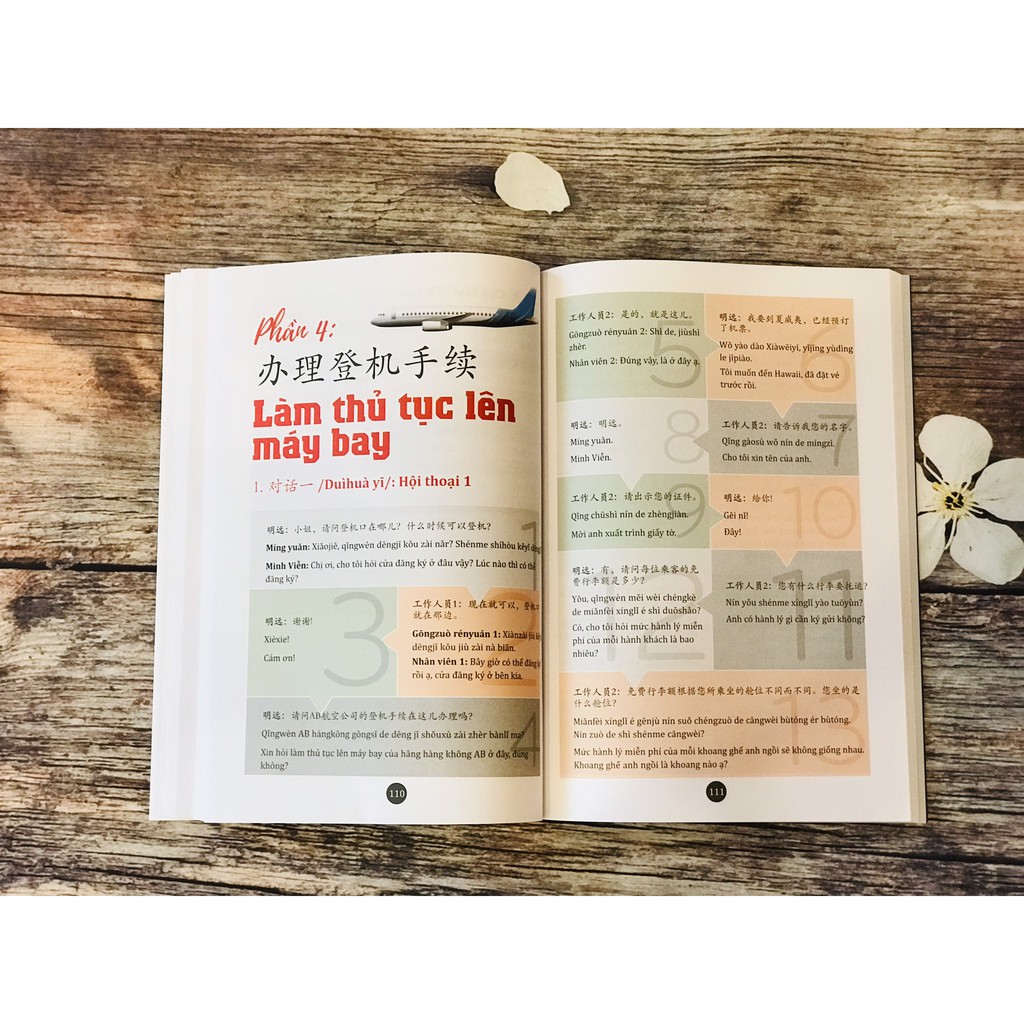 Phần 4:
办理登机手续
Làm thủ tục lên
máy bay
1. 对话一 /Duìhuà yī/: Hội thoại 1
1
明远：小姐，请问登机口在哪儿？什么时候可以登机？
Míng yuǎn: Xiǎojiě, qǐngwèn dēngjī kǒu zài nǎr? Shénme shíhòu kěyǐ dēngjī?
Minh Viễn: Chị ơi, cho tôi hỏi cửa đăng ký ở đâu vậy? Lúc nào thì có thể
đăng ký?
2
工作人员1：现在就可以，登机口
就在那边。
Gōngzuò rényuán 1: Xiànzài jiù
dēngjī kǒu jiù zài nà biān.
Nhân viên 1: Bây giờ có thể đăng
rồi ạ, cửa đăng ký ở bên kia.
3
明远：谢谢！
Xièxie!
Cảm ơn!
4
明远：请问AB航空公司的登机手续在这儿办理吗？
Qǐngwèn AB hángkōng gōngsī de dēng jī shǒuxù zài zhèr bànlǐ ma?
Xin hỏi làm thủ tục lên máy bay của hãng hàng không AB ở đây, đúng
không?
110
5
工作人员2：是的，就是这儿。
Gōngzuò rényuán 2: Shì de, jiùshì
zhèr.
Nhân viên 2: Đúng vậy, là ở đây ạ.
6
明远：我要到夏威夷，已经预订
了机票。
Wǒ yào dào Xiàwēiyí, yǐjīng yùdìng
le jīpiào.
Tôi muốn đến Hawaii, đã đặt vé
trước rồi.
7
工作人员2：请告诉我您的名字。
Qǐng gàosù wǒ nín de míngzì.
Cho tôi xin tên của anh.
8
明远：明远。
Míng yuǎn.
Minh Viễn.
9
工作人员2：请出示您的证件。
Qǐng chūshì nín de zhèngjiàn.
Mời anh xuất trình giấy tờ.
10
明远：给你！
Gěi nǐ!
Đây!
11
工作人员2：您有什么行李要托运？
Nín yǒu shénme xínglǐ yào tuōyùn?
Anh có hành lý gì cần ký gửi không?
12
明远：有，请问每位乘客的免
费行李额是多少？
Yǒu, qǐngwèn měi wèi chéngkè
de miǎnfèi xínglǐ é shì duōshǎo?
Có, cho tôi hỏi mức hành lý miễn
phí của mỗi hành khách là bao
nhiêu?
13
工作人员2：免费行李额根据您所乘坐的舱位不同而不同。您坐的是
什么舱位？
Miǎnfèi xínglǐ é gēnjù nín suǒ chéngzuò de cāngwèi bùtóng ér bùtóng.
Nín zuò de shì shénme cāngwèi?
Mức hành lý miễn phí của mỗi khoang ghế anh ngồi sẽ không giống nhau.
Khoang ghế anh ngồi là khoang nào ạ?
111